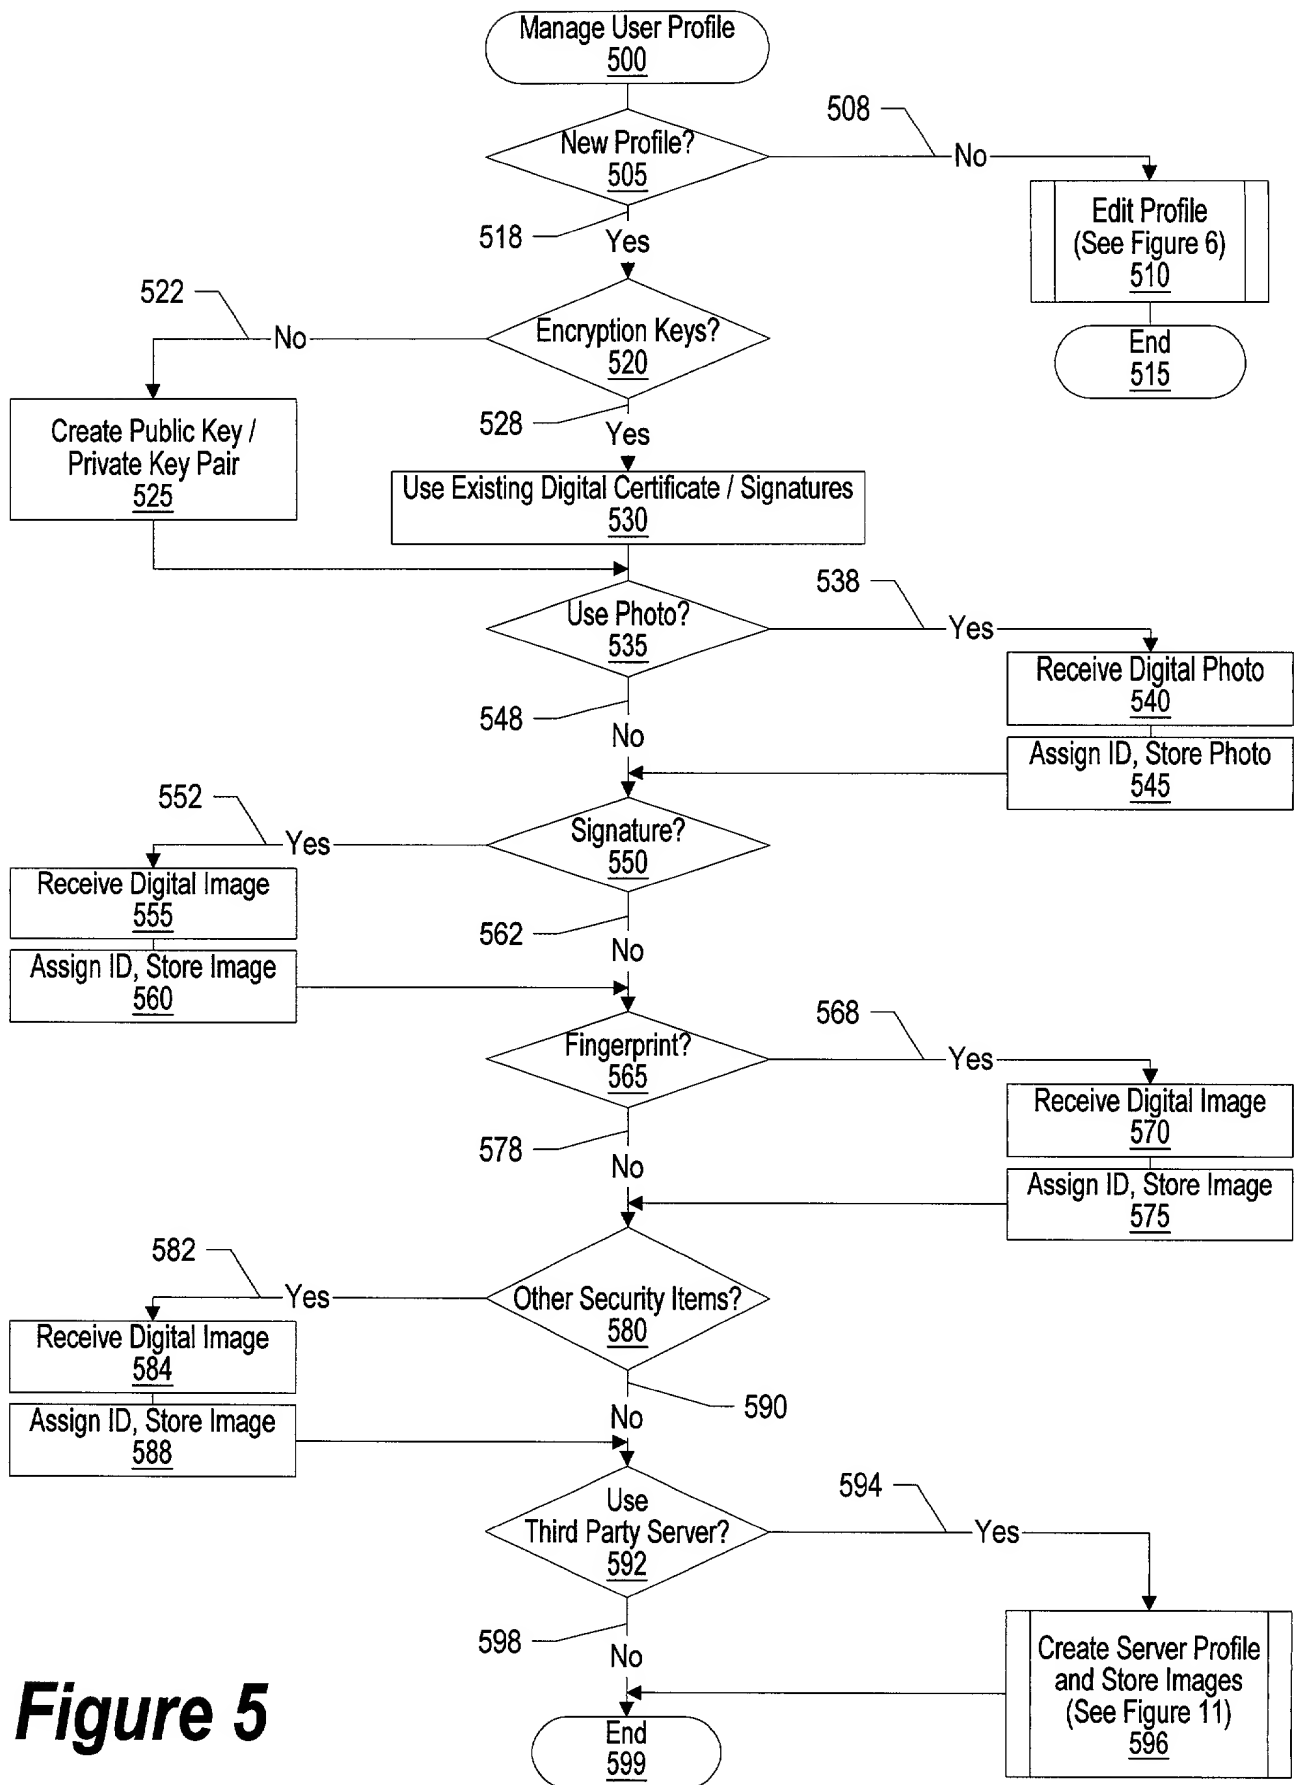 Manage User Profile
500
508
New Profile?
505
No
518
Yes
Edit Profile
(See Figure 6)
510
522
No
Encryption Keys?
520
End
515
528
Yes
Create Public Key /
Private Key Pair
525
Use Existing Digital Certificate / Signatures
530
538
Use Photo?
535
Yes
Receive Digital Photo
540
548
No
Assign ID, Store Photo
545
552
Yes
Signature?
550
Receive Digital Image
555
562
No
Assign ID, Store Image
560
568
Fingerprint?
565
Yes
Receive Digital Image
570
578
No
Assign ID, Store Image
575
582
Yes
Other Security Items?
580
Receive Digital Image
584
590
No
Assign ID, Store Image
588
594
Use
Third Party Server?
592
Yes
598
No
Create Server Profile
and Store Images
(See Figure 11)
596
Figure 5
End
599